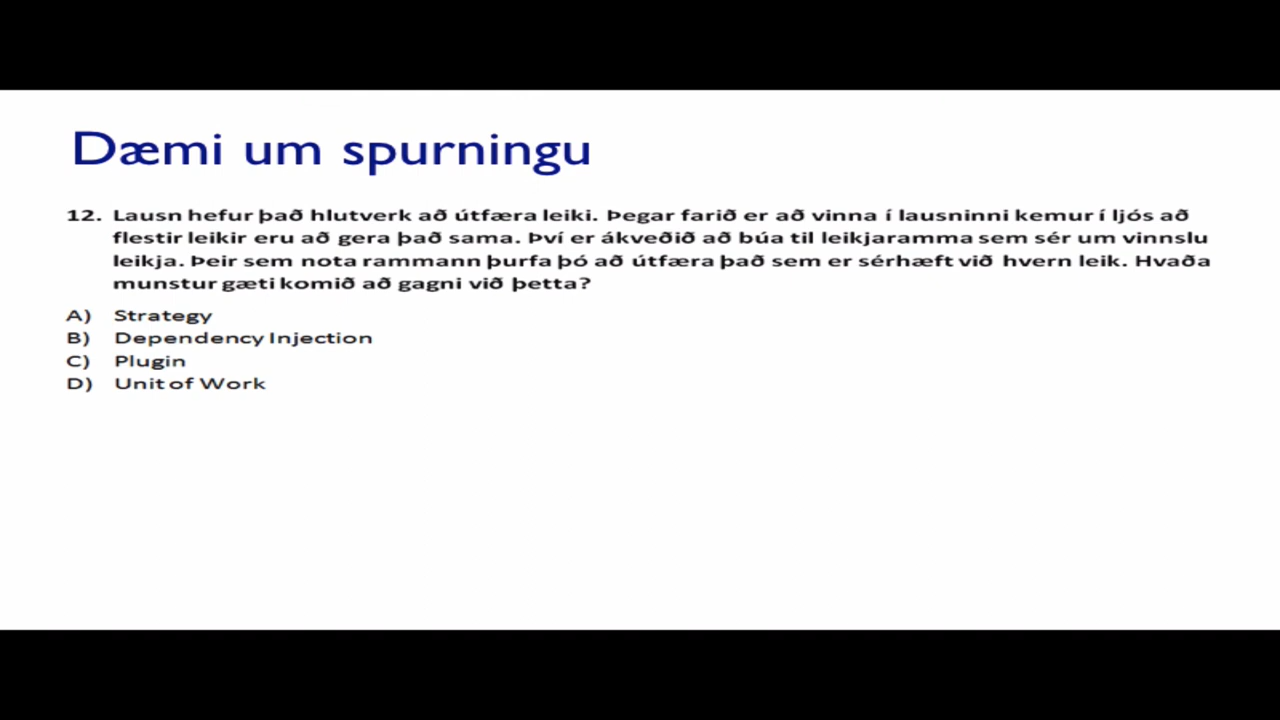 Dæmi um spurningu
12. Lausn hefur það hlutverk að útfæra leiki. Þegar farið er að vinna í lausninni kemur í ljós að
flestir leikir eru að gera það sama. Því er ákveðið að búa til leikjaramma sem sér um vinnslu
leikja. Þeir sem nota rammann þurfa þó að útfæra það sem er sérhæft við hvern leik. Hvaða
munstur gæti komið að gagni við þetta?
A) Strategy
B) Dependency Injection
C) Plugin
D) Unit of Work